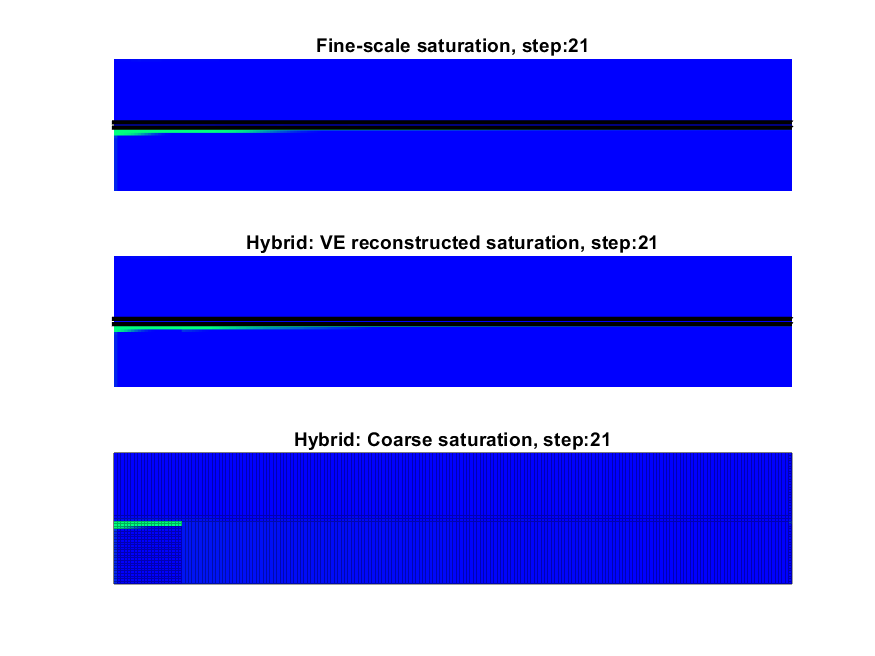 Fine-scale saturation, step:21
Hybrid: VE reconstructed saturation, step:21
Hybrid: Coarse saturation, step:21